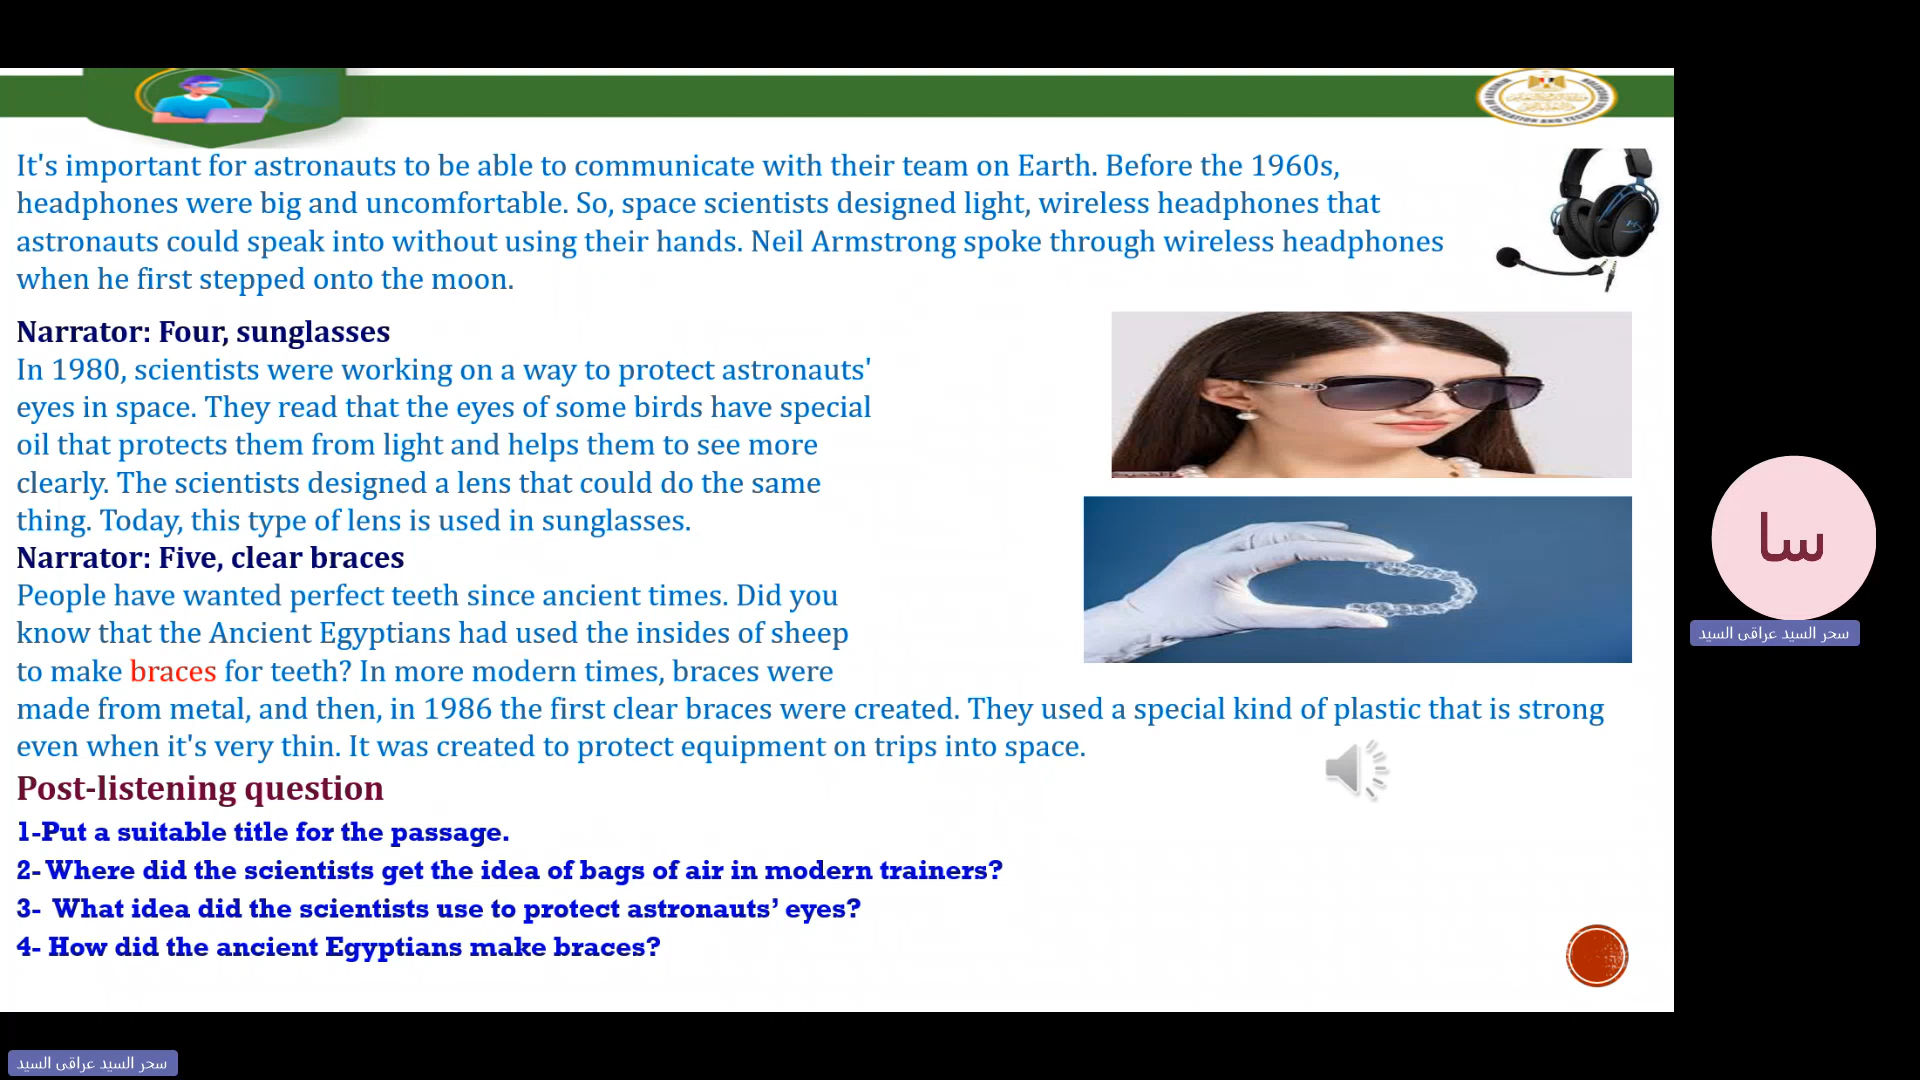 It's important for astronauts to be able to communicate with their team on Earth. Before the 1960s,
headphones were big and uncomfortable. So, space scientists designed light, wireless headphones that
astronauts could speak into without using their hands. Neil Armstrong spoke through wireless headphones
when he first stepped onto the moon.
Narrator: Four, sunglasses
In 1980, scientists were working on a way to protect astronauts'
eyes in space. They read that the eyes of some birds have special
oil that protects them from light and helps them to see more
clearly. The scientists designed a lens that could do the same
thing. Today, this type of lens is used in sunglasses.
Narrator: Five, clear braces
People have wanted perfect teeth since ancient times. Did you
know that the Ancient Egyptians had used the insides of sheep
to make braces for teeth? In more modern times, braces were
made from metal, and then, in 1986 the first clear braces were created. They used a special kind of plastic that is strong
even when it's very thin. It was created to protect equipment on trips into space.
Post-listening question
1-Put a suitable title for the passage.
2- Where did the scientists get the idea of bags of air in modern trainers?
3- What idea did the scientists use to protect astronauts’ eyes?
4- How did the ancient Egyptians make braces?
سا
سحر السيد عراقى السيد
سحر السيد عراقى السيد